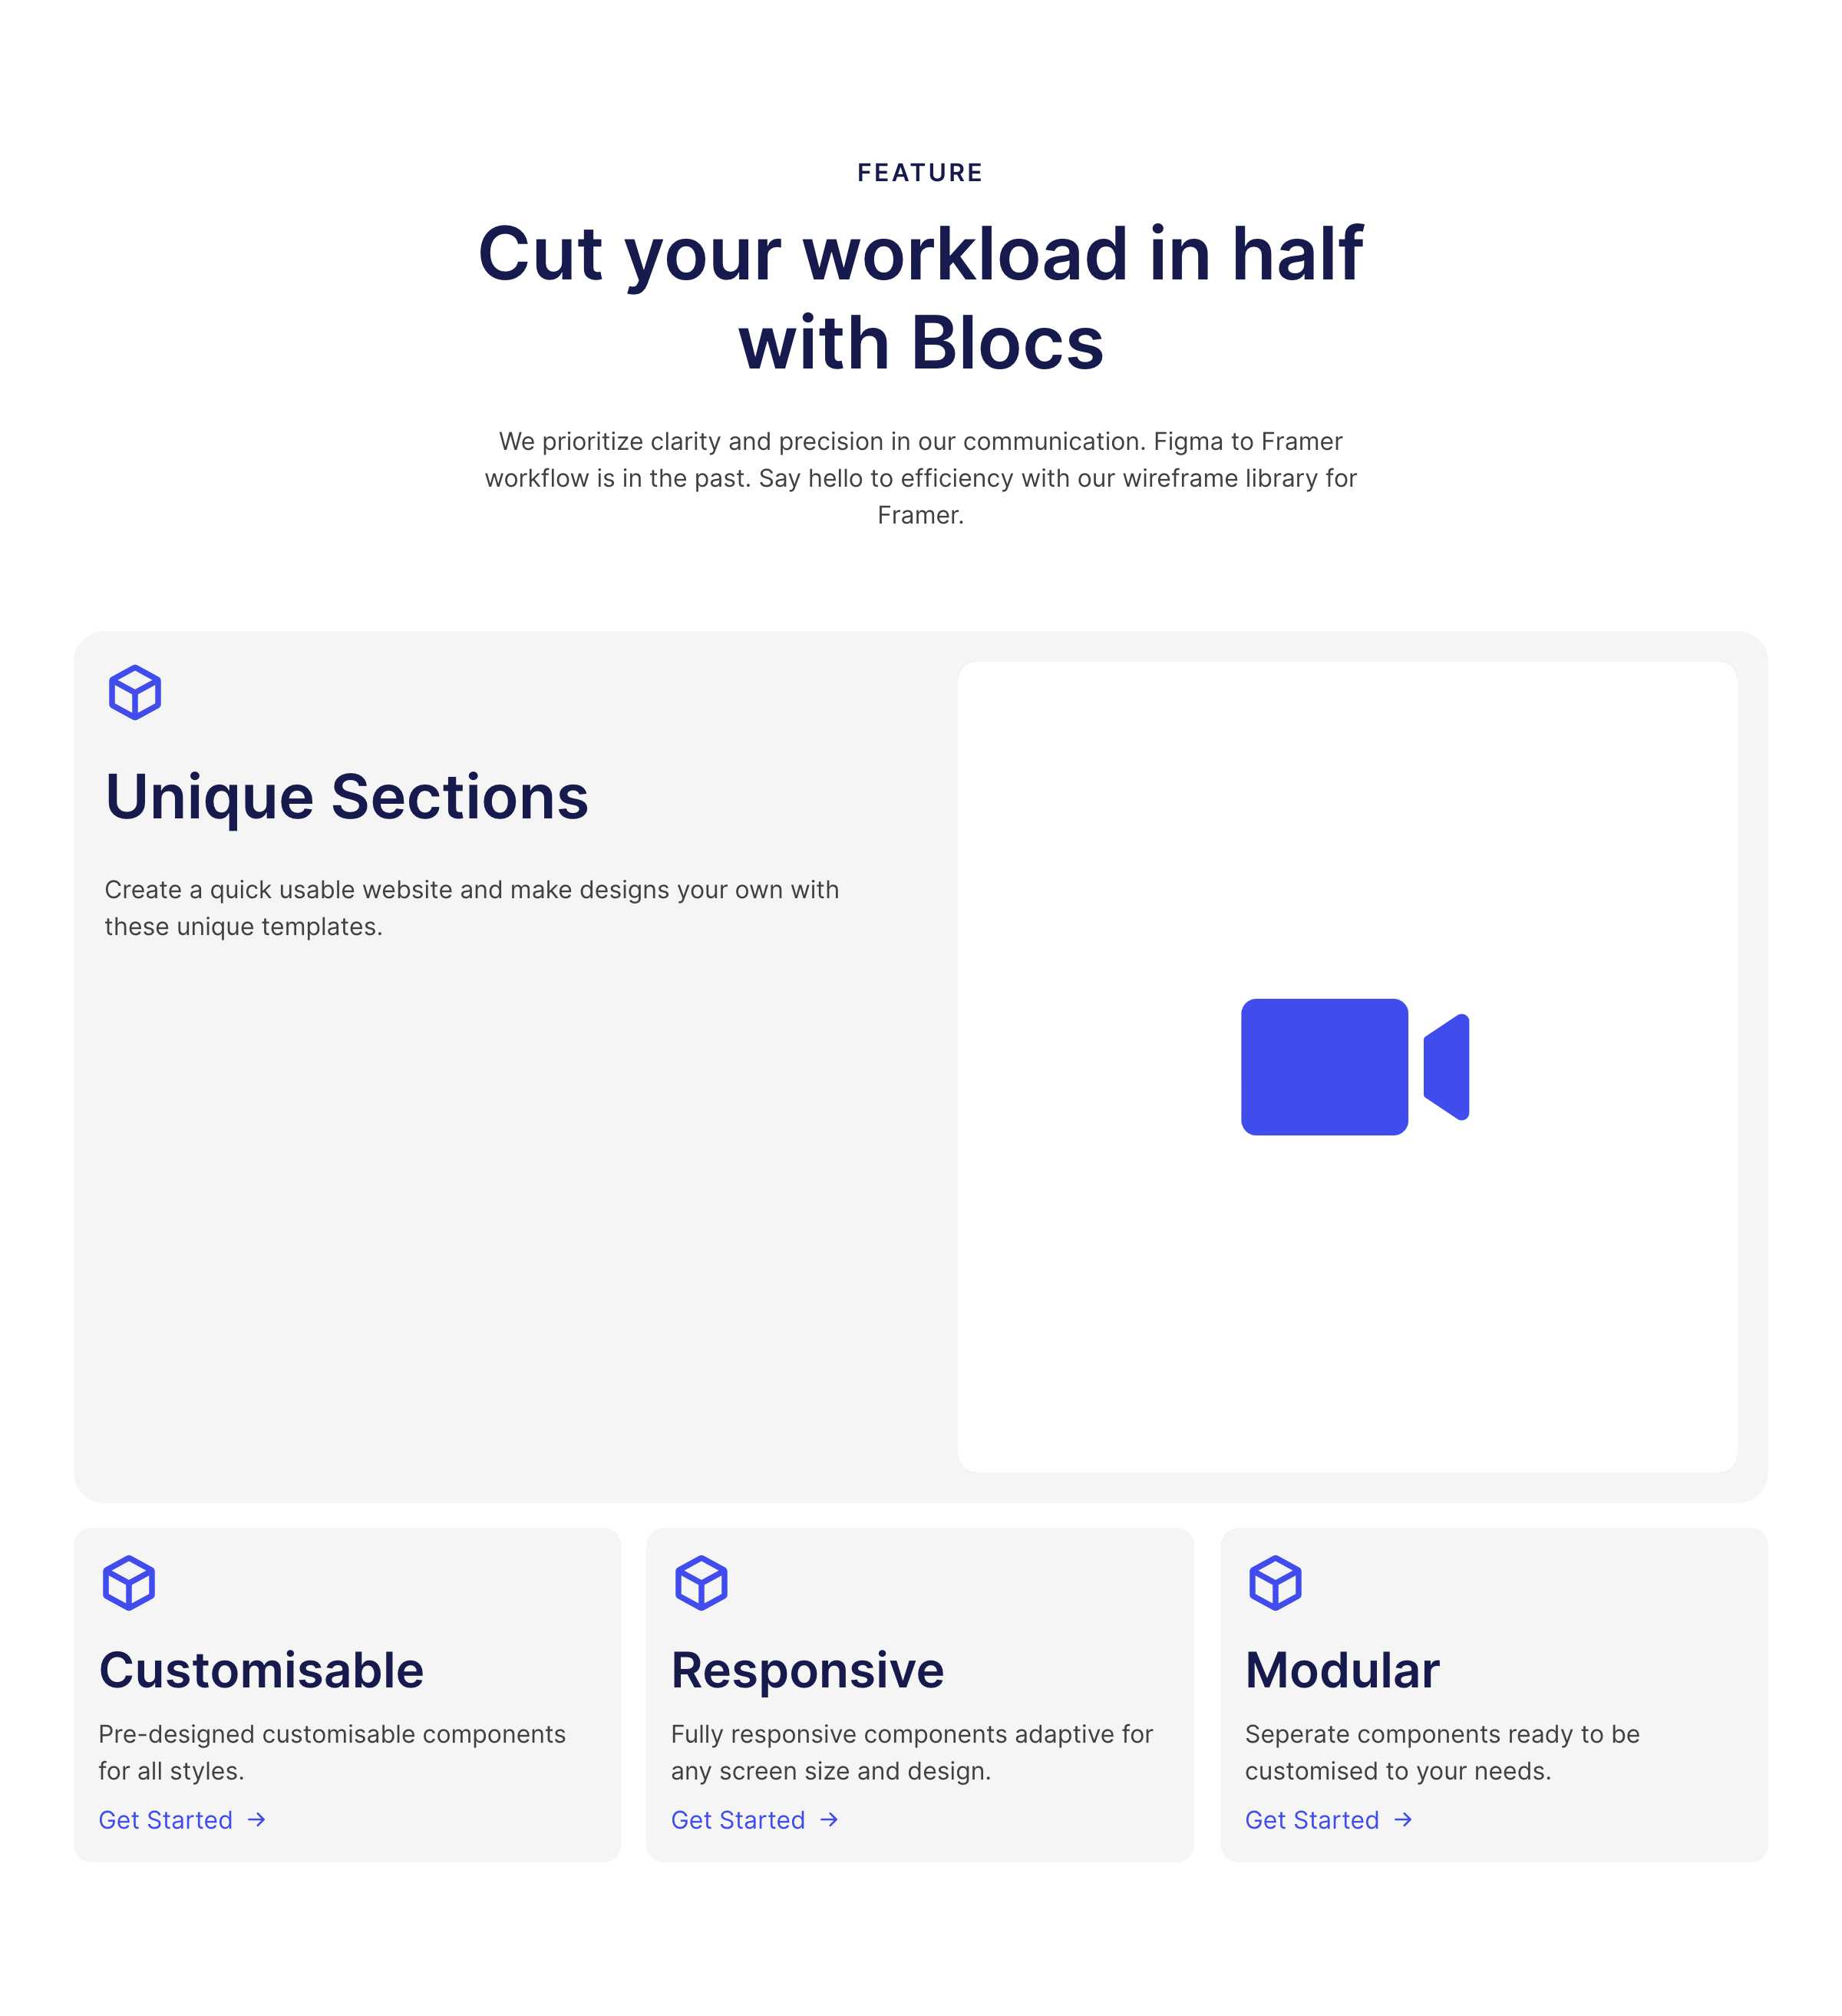 FEATURE
Cut your workload in half
with Blocs
We prioritize clarity and precision in our communication. Figma to Framer
workflow is in the past. Say hello to efficiency with our wireframe library for
Framer.
Unique Sections
Create a quick usable website and make designs your own with
these unique templates.
Customisable
Pre-designed customisable components
for all styles.
Get Started →
Responsive
Fully responsive components adaptive for
any screen size and design.
Get Started →
Modular
Seperate components ready to be
customised to your needs.
Get Started →